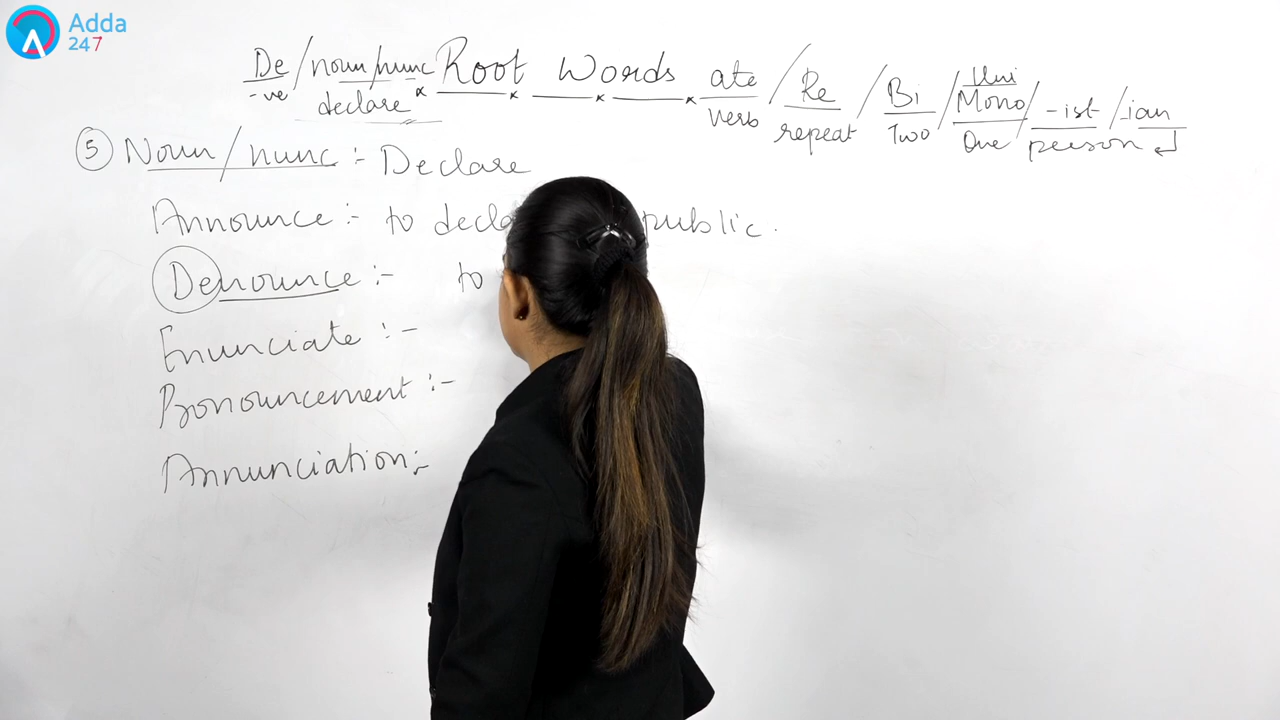 Adda
247
De / noun/nunc Root Words ate / Re / Bi / Uni Mono / -ist / -ian
-ve declare verb repeat Two One person
5 Noun/nunc :- Declare
Announce :- to public.
Denounce :- to
Enunciate :-
Pronouncement :-
Annunciation :-